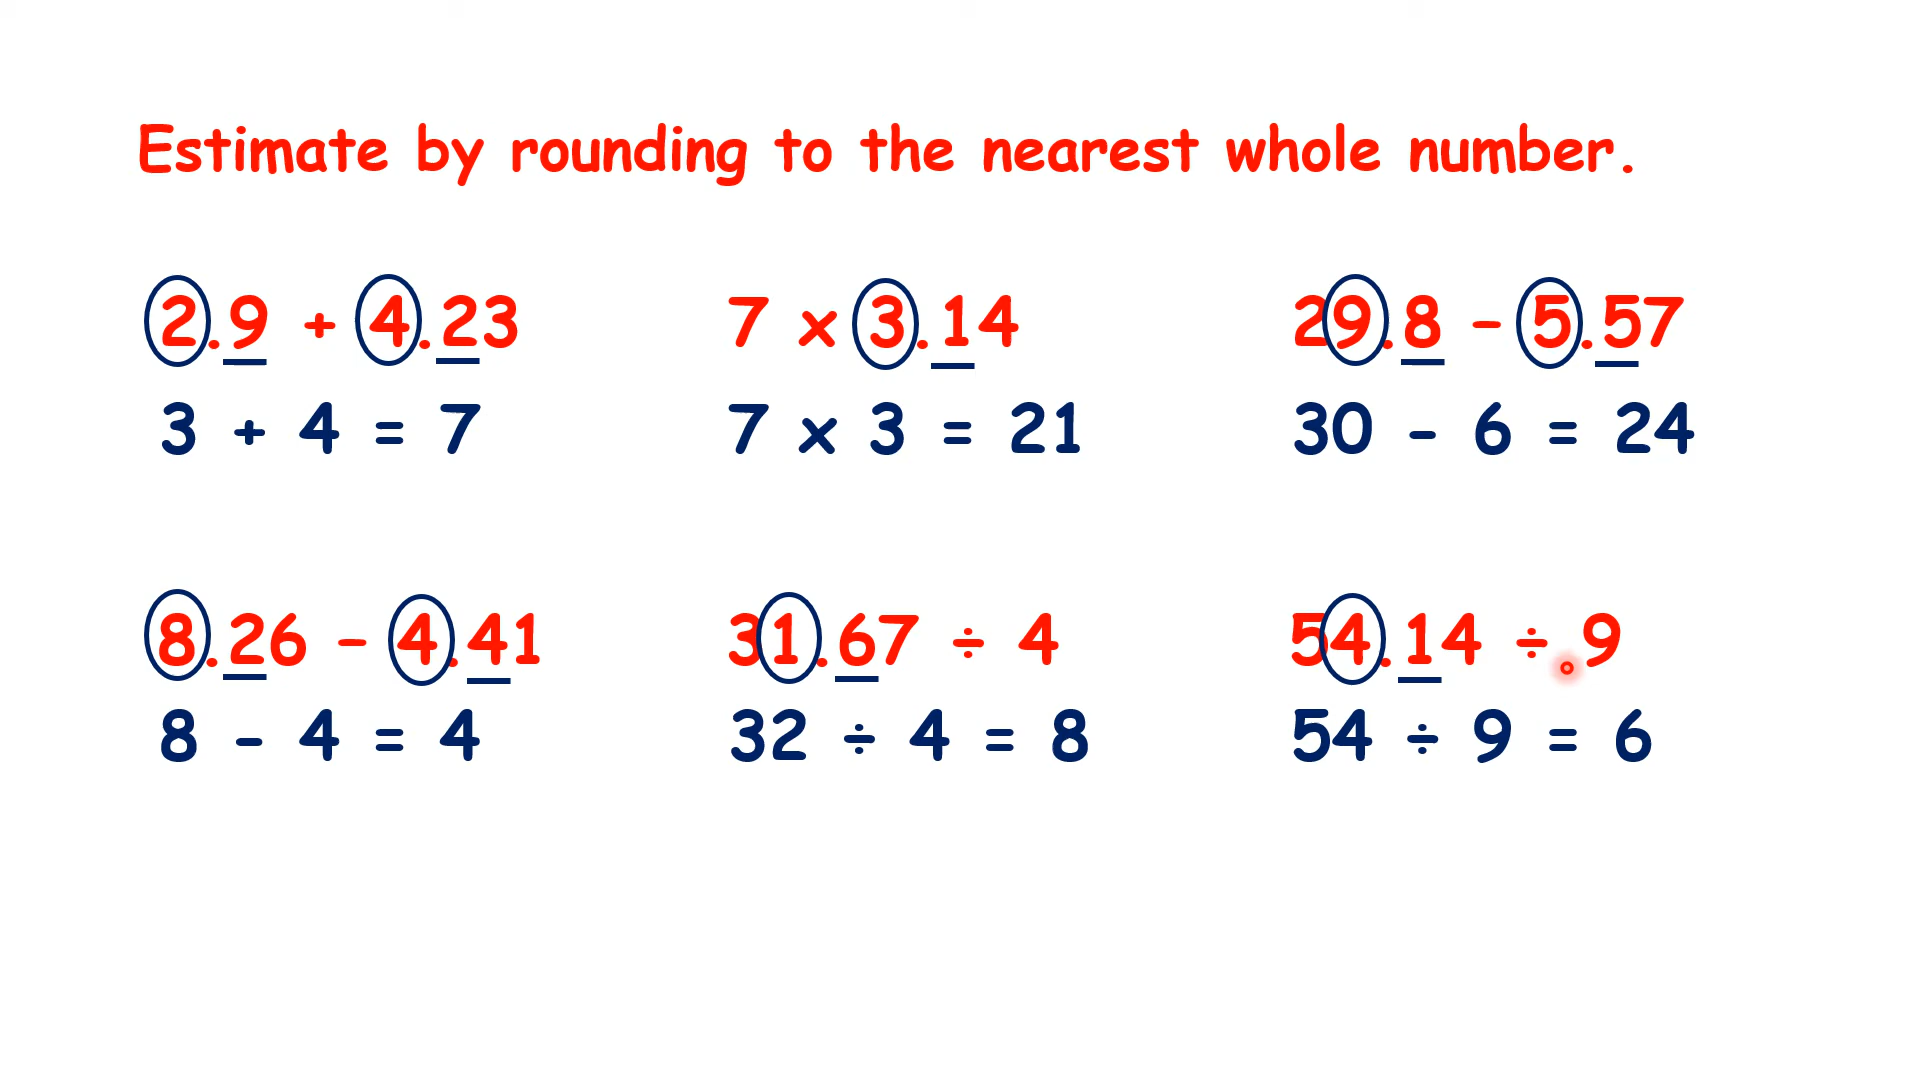 Estimate by rounding to the nearest whole number.
2.9 + 4.23
7 x 3.14
29.8 - 5.57
3 + 4 = 7
7 x 3 = 21
30 - 6 = 24
8.26 - 4.41
31.67 ÷ 4
54.14 ÷ 9
8 - 4 = 4
32 ÷ 4 = 8
54 ÷ 9 = 6